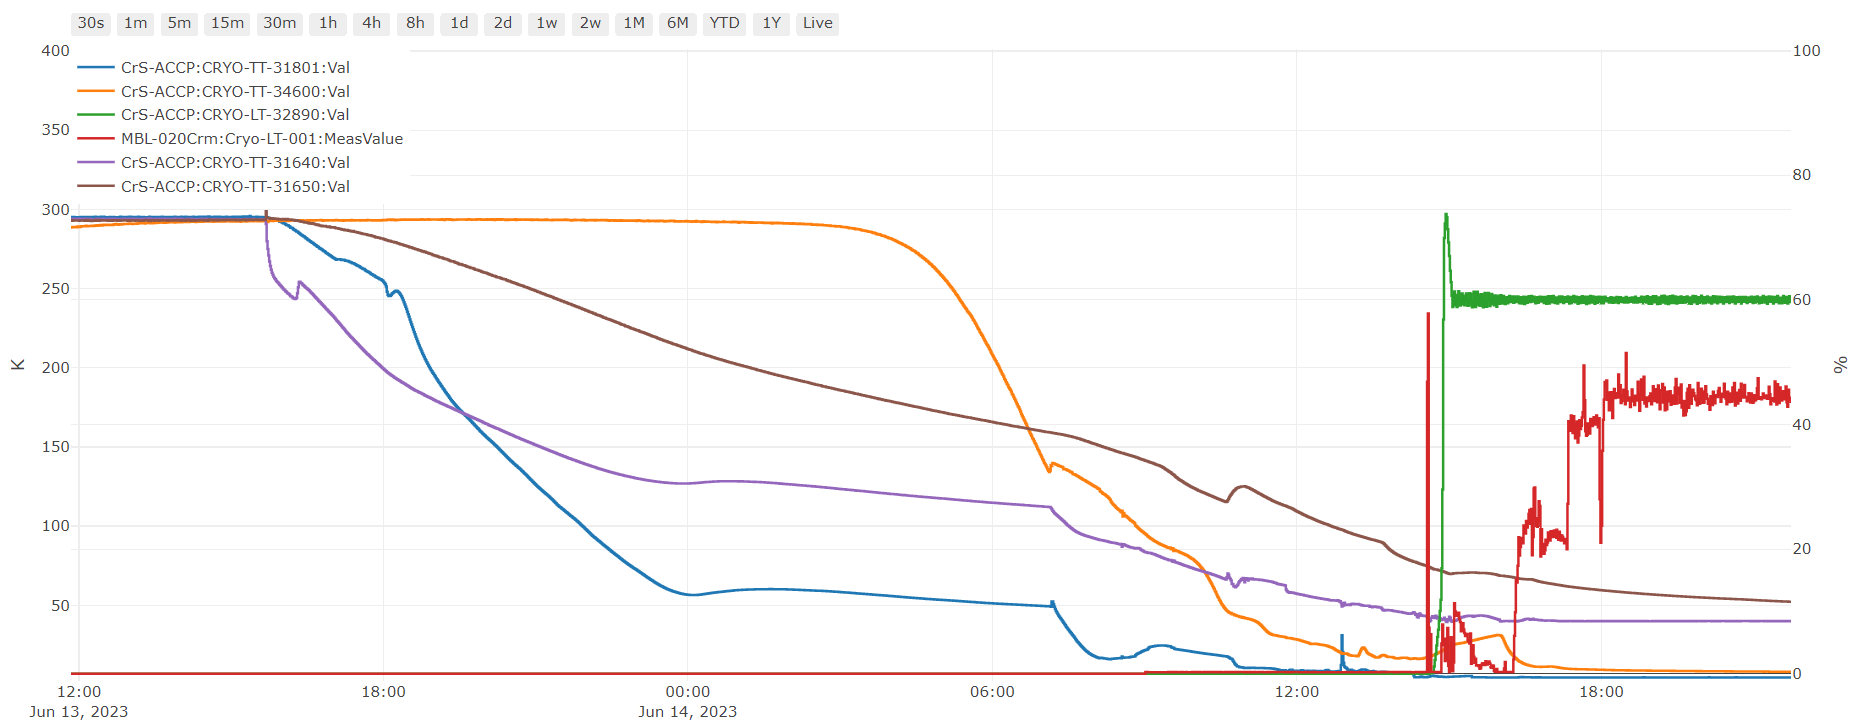 30s 1m 5m 15m 30m 1h 4h 8h 1d 2d 1w 2w 1M 6M YTD 1Y Live
400 100
CrS-ACCP:CRYO-TT-31801:Val
CrS-ACCP:CRYO-TT-34600:Val
CrS-ACCP:CRYO-LT-32890:Val
350
MBL-020Crm:Cryo-LT-001:MeasValue
CrS-ACCP:CRYO-TT-31640:Val
80
CrS-ACCP:CRYO-TT-31650:Val
300
250
60
200
K
%
150
40
100
20
50
0
12:00 18:00 00:00 06:00 12:00 18:00
Jun 13, 2023 Jun 14, 2023